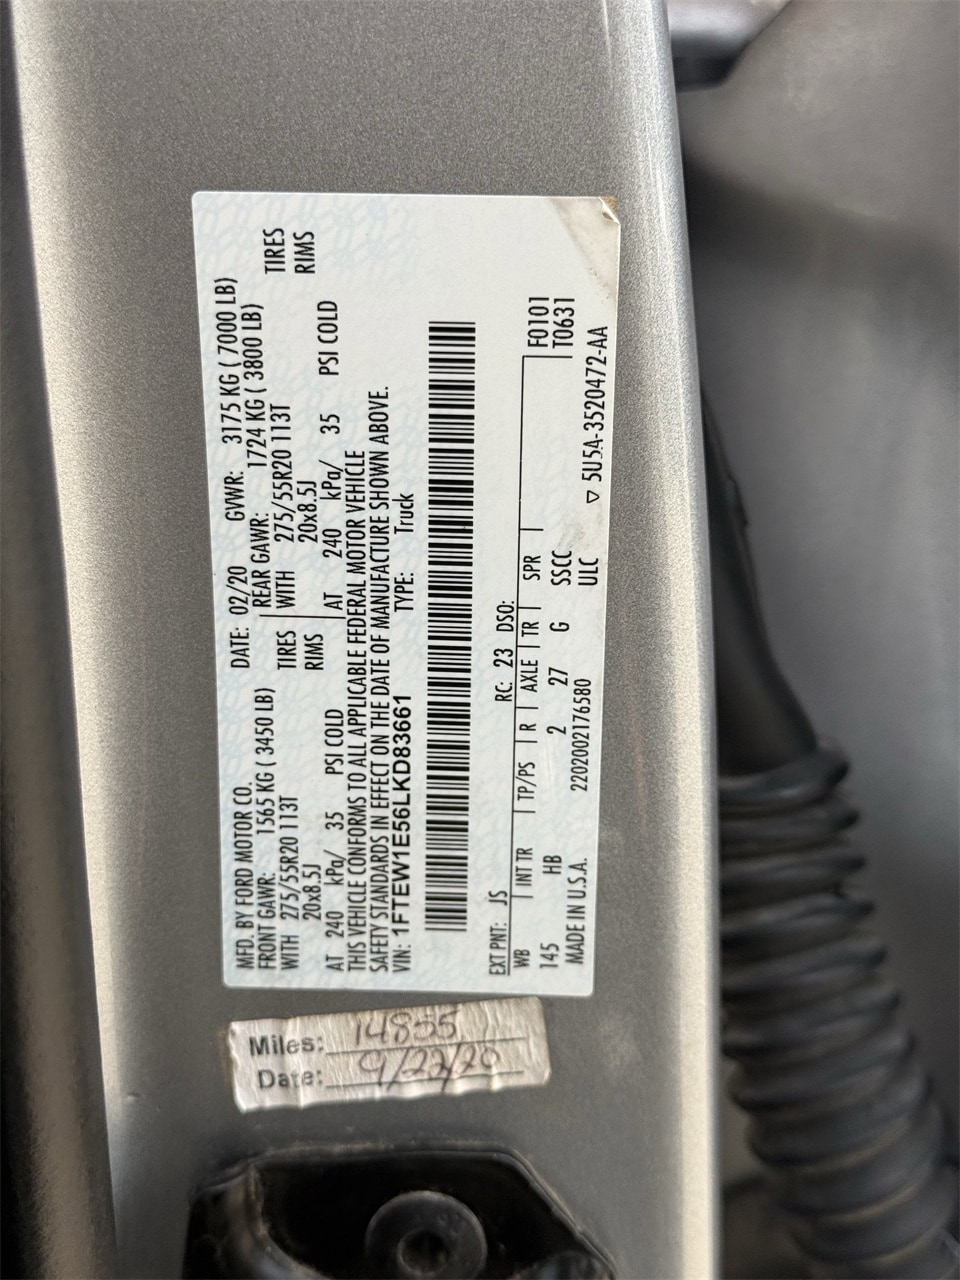 MFD. BY FORD MOTOR CO.
DATE: 02/20 GVWR: 3175 KG ( 7000 LB)
FRONT GAWR: 1565 KG ( 3450 LB)
REAR GAWR: 1724 KG ( 3800 LB)
WITH 275/55R20 113T TIRES
WITH 275/55R20 113T TIRES
20x8.5J RIMS
20x8.5J RIMS
AT 240 kPa/ 35 PSI COLD
AT 240 kPa/ 35 PSI COLD
THIS VEHICLE CONFORMS TO ALL APPLICABLE FEDERAL MOTOR VEHICLE
SAFETY STANDARDS IN EFFECT ON THE DATE OF MANUFACTURE SHOWN ABOVE.
VIN: 1FTEW1E56LKD83661 TYPE: Truck
EXT PNT: JS RC: 23 DSO:
WB INT TR TP/PS R AXLE TR SPR F0101
145 HB 2 27 G SSCC T0631
MADE IN U.S.A. 2202002176580 ULC ▽ 5U5A-3520472-AA
Miles: 14855
Date: 9/22/20